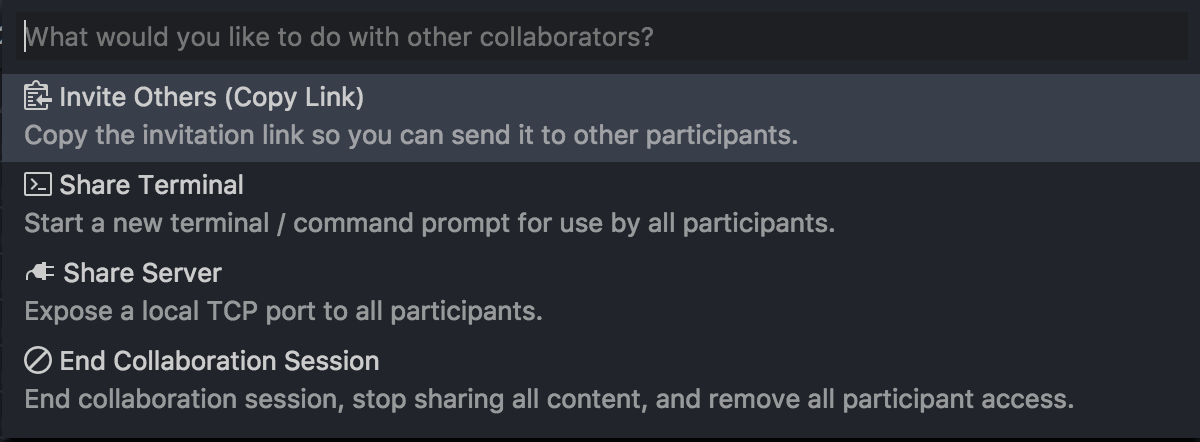 What would you like to do with other collaborators?
Invite Others (Copy Link)
Copy the invitation link so you can send it to other participants.
Share Terminal
Start a new terminal / command prompt for use by all participants.
Share Server
Expose a local TCP port to all participants.
End Collaboration Session
End collaboration session, stop sharing all content, and remove all participant access.